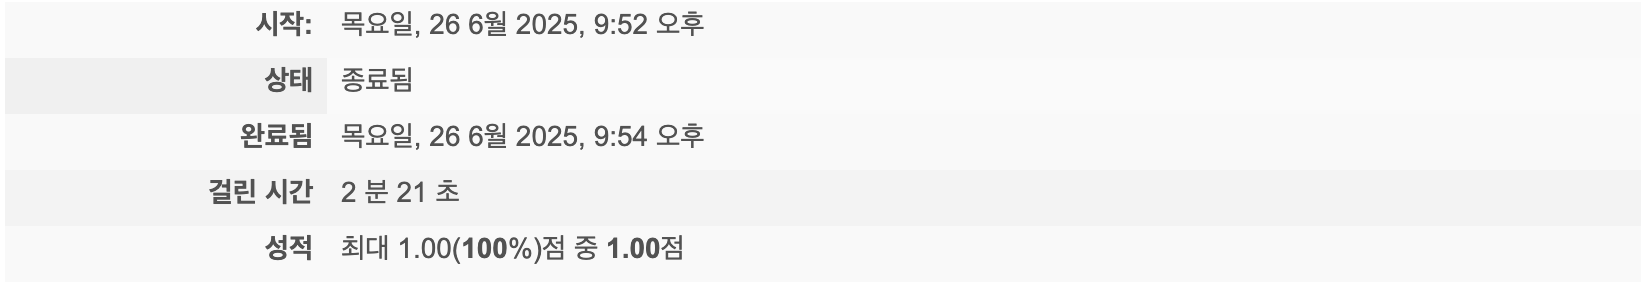 시작: 목요일, 26 6월 2025, 9:52 오후
상태 종료됨
완료됨 목요일, 26 6월 2025, 9:54 오후
걸린 시간 2 분 21 초
성적 최대 1.00(100%)점 중 1.00점